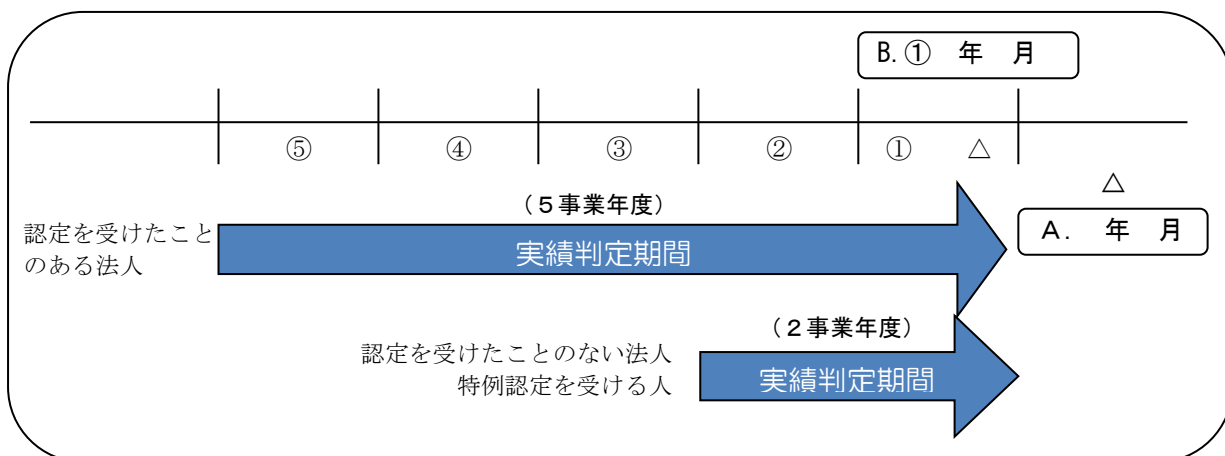 B.① 年 月
⑤ ④ ③ ② ① △
△
(5事業年度)
A. 年 月
認定を受けたこと
のある法人
実績判定期間
(2事業年度)
認定を受けたことのない法人
特例認定を受ける人
実績判定期間